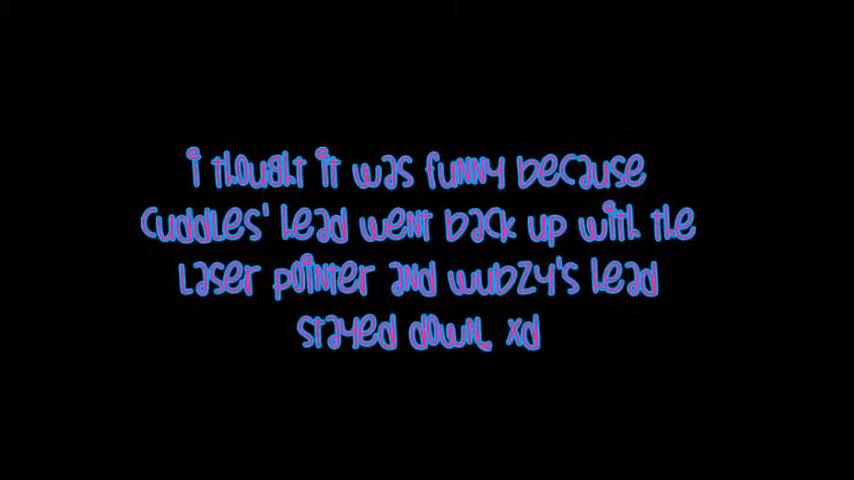 i thought it was funny because
cuddles' head went back up with the
laser pointer and wubzy's head
stayed down. xd